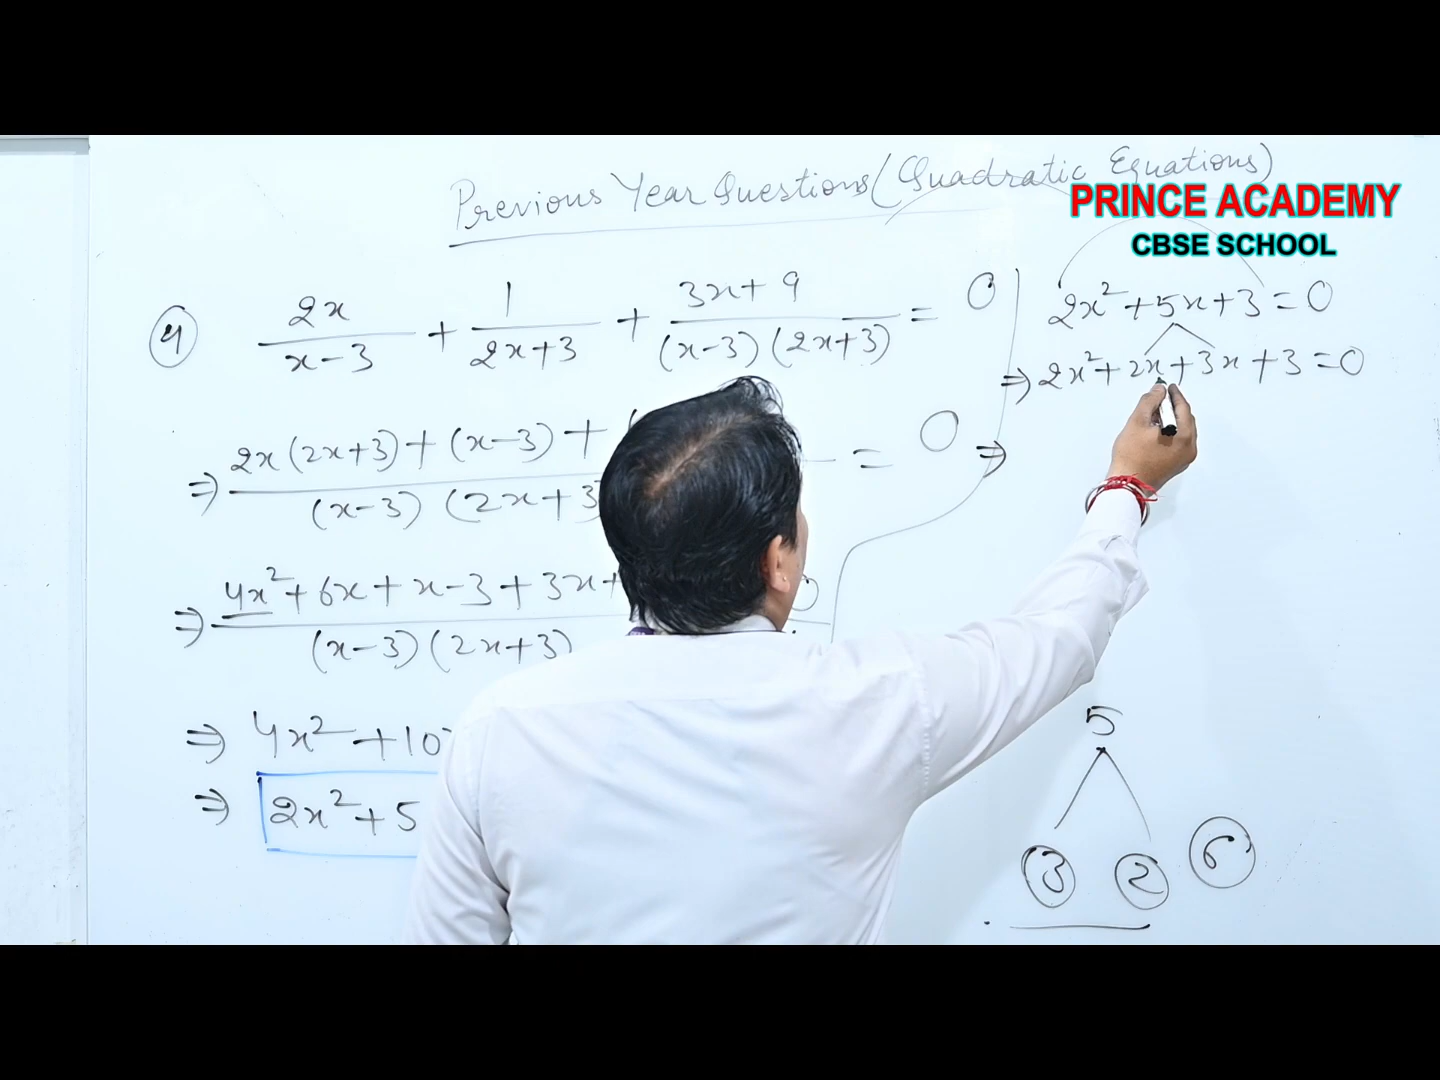 Previous Year Questions (Quadratic Equations)
PRINCE ACADEMY
CBSE SCHOOL
4 2x/(x-3) + 1/(2x+3) + (3x+9)/((x-3)(2x+3)) = 0
⇒ (2x(2x+3) + (x-3) + ( / (x-3) (2x+3 = 0
⇒ (4x² + 6x + x - 3 + 3x + / (x-3)(2x+3)
⇒ 4x² + 10
⇒ 2x² + 5
2x² + 5x + 3 = 0
⇒ 2x² + 2x + 3x + 3 = 0
⇒
5
3 2 6